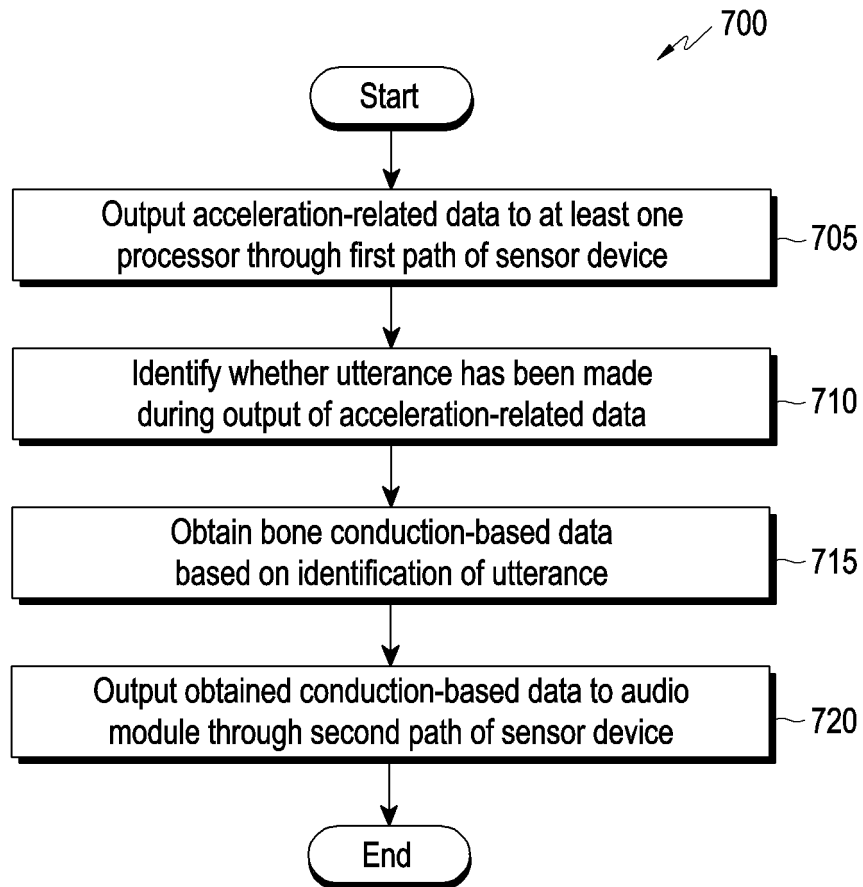 700
Start
Output acceleration-related data to at least one
processor through first path of sensor device
705
Identify whether utterance has been made
during output of acceleration-related data
710
Obtain bone conduction-based data
based on identification of utterance
715
Output obtained conduction-based data to audio
module through second path of sensor device
720
End